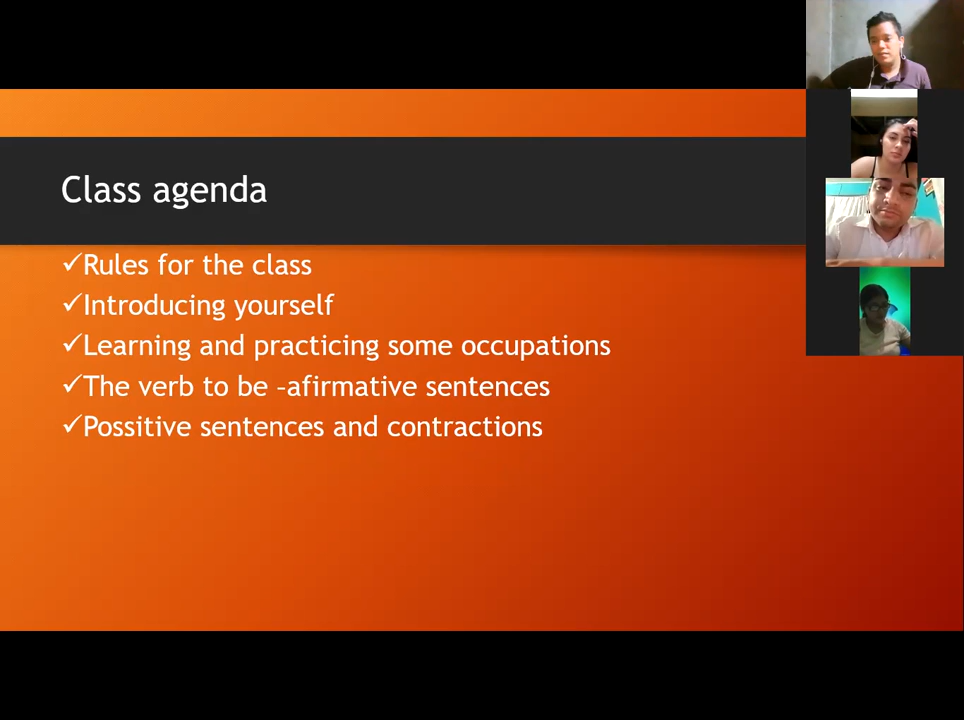 Class agenda
✓Rules for the class
✓Introducing yourself
✓Learning and practicing some occupations
✓The verb to be –afirmative sentences
✓Possitive sentences and contractions